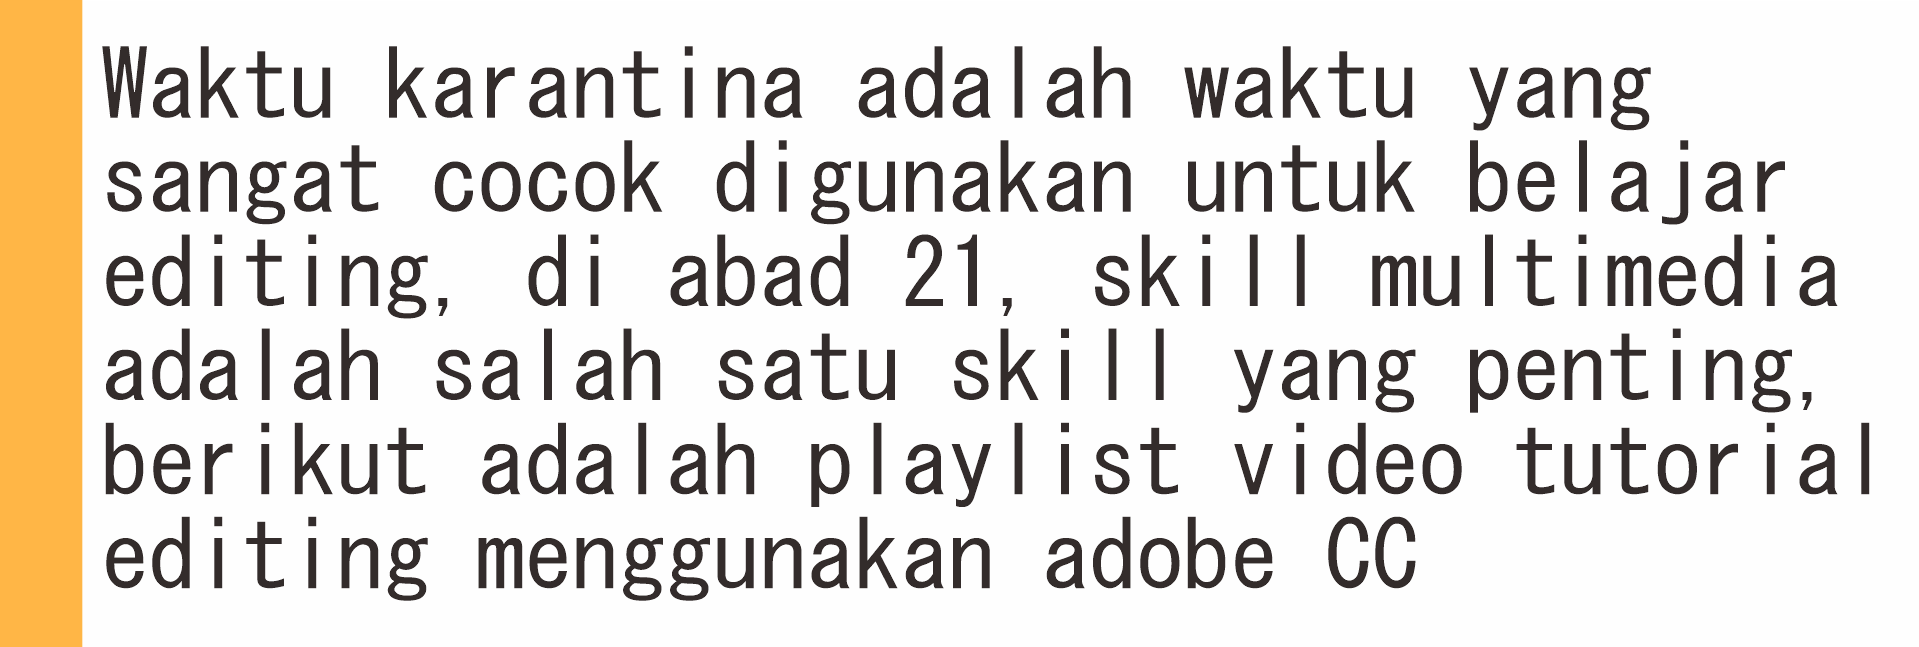 Waktu karantina adalah waktu yang
sangat cocok digunakan untuk belajar
editing, di abad 21, skill multimedia
adalah salah satu skill yang penting,
berikut adalah playlist video tutorial
editing menggunakan adobe CC